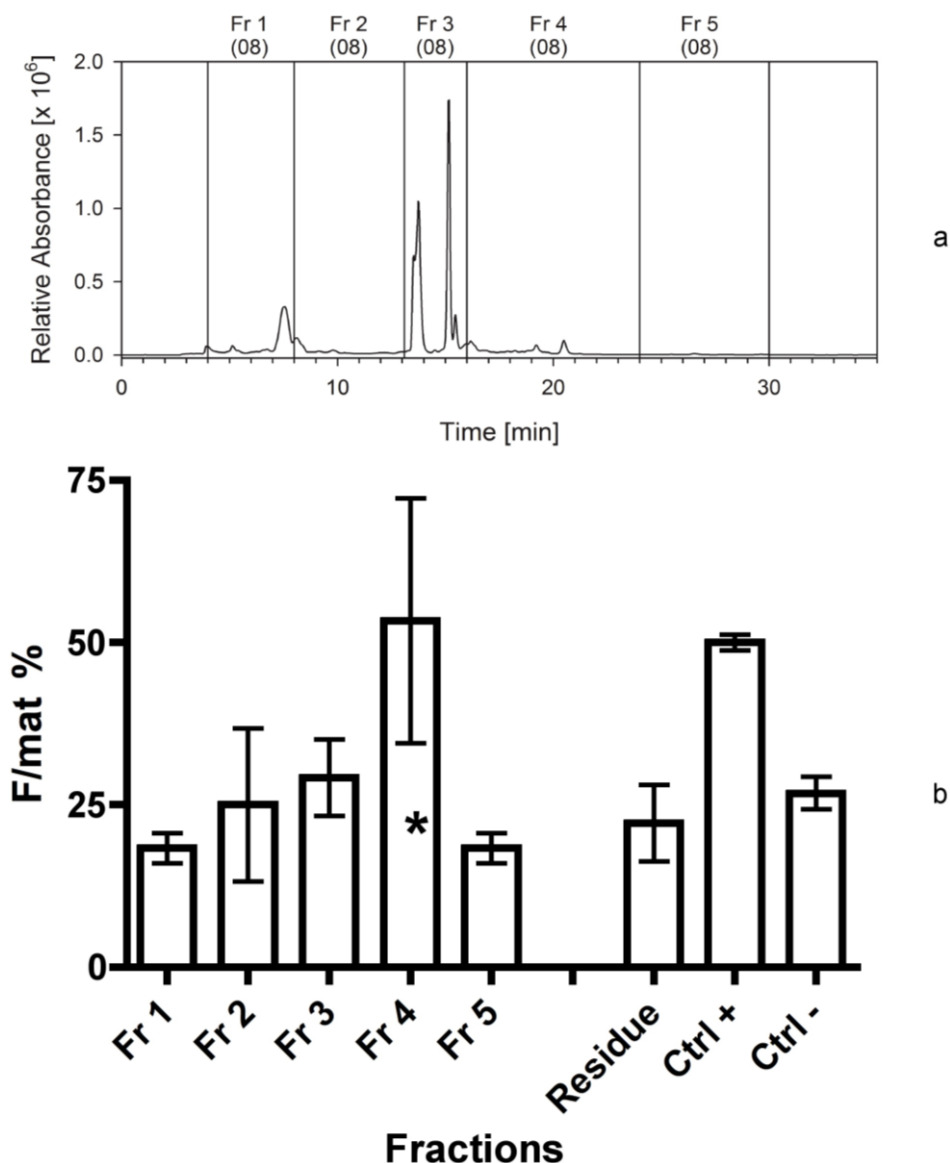 Fr 1 Fr 2 Fr 3 Fr 4 Fr 5
(08) (08) (08) (08) (08)
2.0
1.5
1.0
0.5
0.0
Relative Absorbance [x 10⁶]
0 10 20 30
Time [min]
a
75
50
25
0
F/mat %
*
b
Fr 1 Fr 2 Fr 3 Fr 4 Fr 5 Residue Ctrl + Ctrl -
Fractions